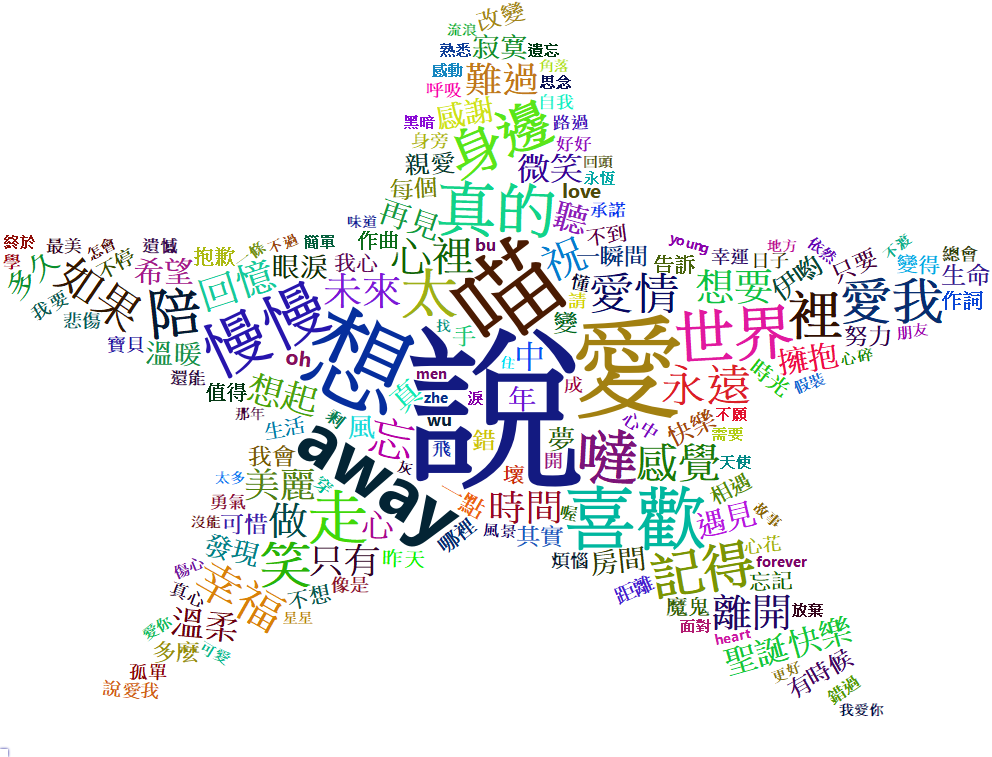 改變
流浪
熟悉 寂寞 遺忘
感動 難過 角落
呼吸 思念
感謝 自我
黑暗 身邊 路過
身旁 好好
親愛 微笑 回頭
每個 永恆
真的 love
再見 聽 承諾
味道
終於 最美 怎會 遺憾 一條 不過 簡單 作曲 心裡 bu 祝 不到 young 幸運 日子 地方 依然 不要 總會
學 多久 不停 希望 抱歉 眼淚 我心 喵 一瞬間 告訴 伊的 只要 變得 生命
我要 如果 陪 回憶 未來 太 懂 愛情 想要 裡 愛我 作詞
悲傷 慢慢 請
寶貝 溫暖 想 找 手 變 愛 世界 努力 朋友
還能 oh 說 住 中 擁抱 心碎
值得 想起 真 men 淚 年 成 永遠 時光 假裝
那年 zhe
生活 剩 風 忘 wu 錯 夢 噠 心中 快樂 不願
我會 away 飛 開 感覺 需要 天使
太多 美麗 穿 灰 壞 相遇
勇氣 一點 時間 喔 喜歡 遇見 故事
沒能 可惜 做 走 心 哪裡 風景 其實 心花
發現 笑 只有 昨天 煩惱 房間 記得 forever
傷心 幸福 不想 像是 距離 忘記
真心 星星 魔鬼 離開 放棄
愛你 溫柔 面對 heart 聖誕快樂
多麼 可愛 更好 有時候
孤單 錯過
說愛我 我愛你